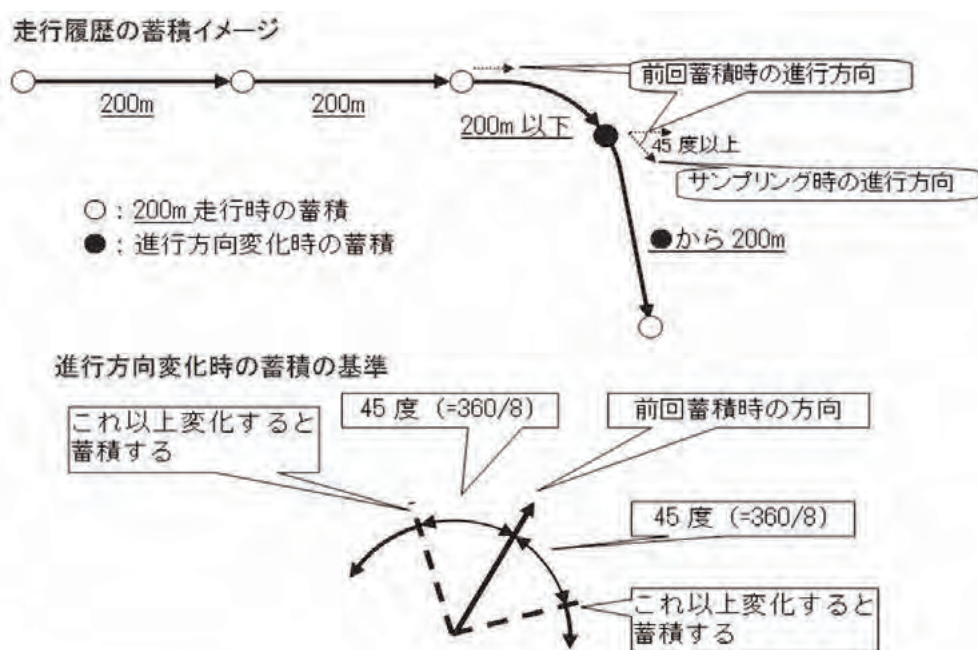 走行履歴の蓄積イメージ
200m
200m
200m 以下
前回蓄積時の進行方向
45 度以上
サンプリング時の進行方向
○：200m 走行時の蓄積
●：進行方向変化時の蓄積
●から 200m
進行方向変化時の蓄積の基準
これ以上変化すると
蓄積する
45 度（=360/8）
前回蓄積時の方向
45 度（=360/8）
これ以上変化すると
蓄積する